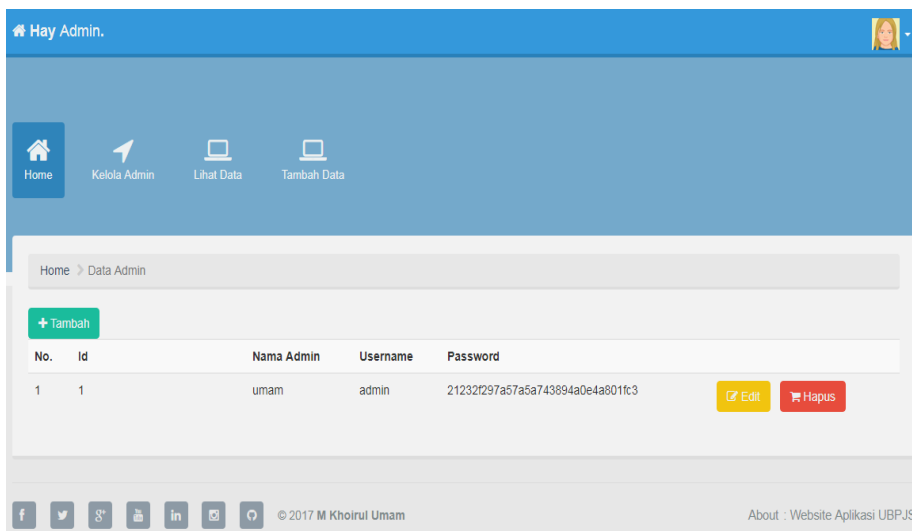 Hay Admin.
Home
Kelola Admin
Lihat Data
Tambah Data
Home > Data Admin
+ Tambah
No. Id Nama Admin Username Password
1 1 umam admin 21232f297a57a5a743894a0e4a801fc3 Edit Hapus
© 2017 M Khoirul Umam
About : Website Aplikasi UBPJS